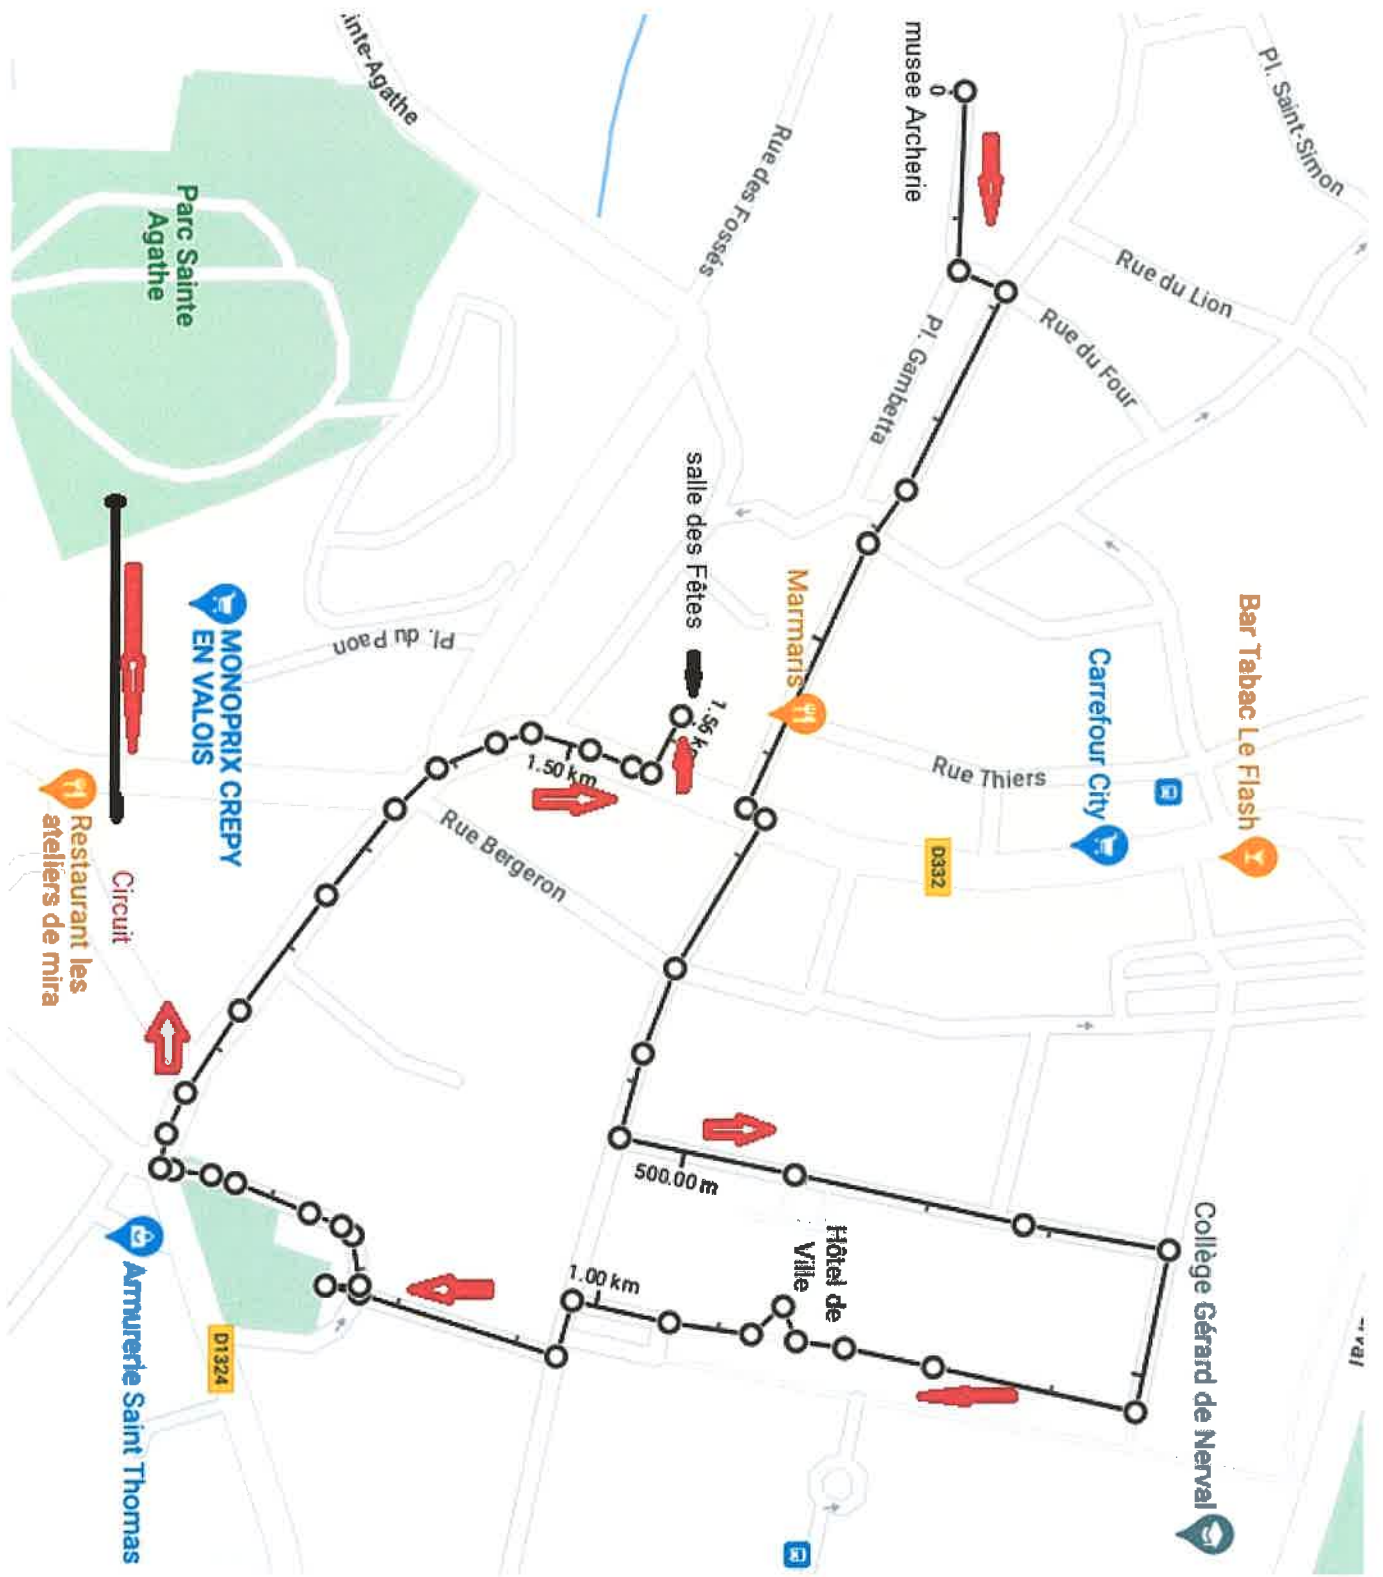 Pl. Saint-Simon
musee Archerie
0
Rue du Lion
Rue du Four
Pl. Gambetta
Rue des Fossés
inte-Agathe
Parc Sainte
Agathe
salle des Fêtes
Marmaris
Bar Tabac Le Flash
Carrefour City
Rue Thiers
D332
1.56 km
1.50 km
Pl. du Paon
MONOPRIX CREPY
EN VALOIS
Rue Bergeron
Circuit
Restaurant les
ateliers de mira
500.00 m
Collège Gérard de Nerval
Hôtel de
Ville
1.00 km
Armurerie Saint Thomas
D1324